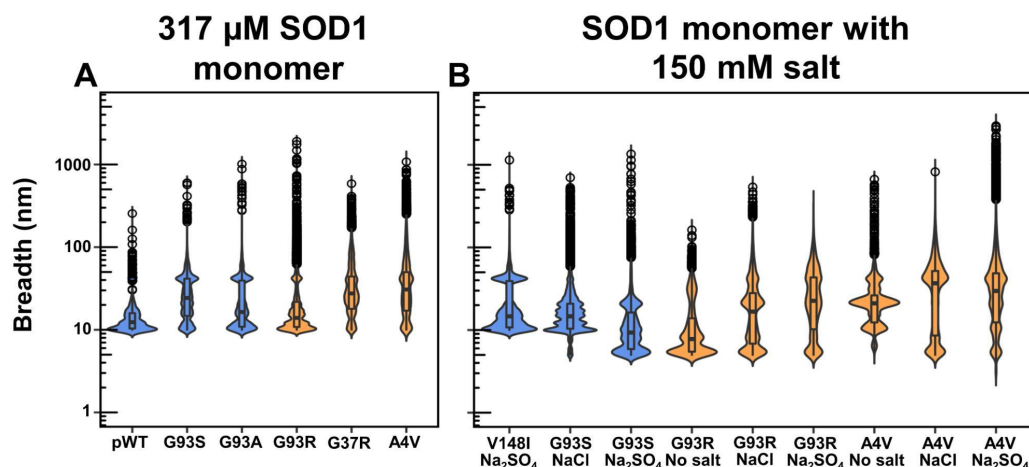 317 µM SOD1
monomer
SOD1 monomer with
150 mM salt
A
B
Breadth (nm)
1000
100
10
1
pWT G93S G93A G93R G37R A4V
V148I G93S G93S G93R G93R G93R A4V A4V A4V
Na₂SO₄ NaCl Na₂SO₄ No salt NaCl Na₂SO₄ No salt NaCl Na₂SO₄